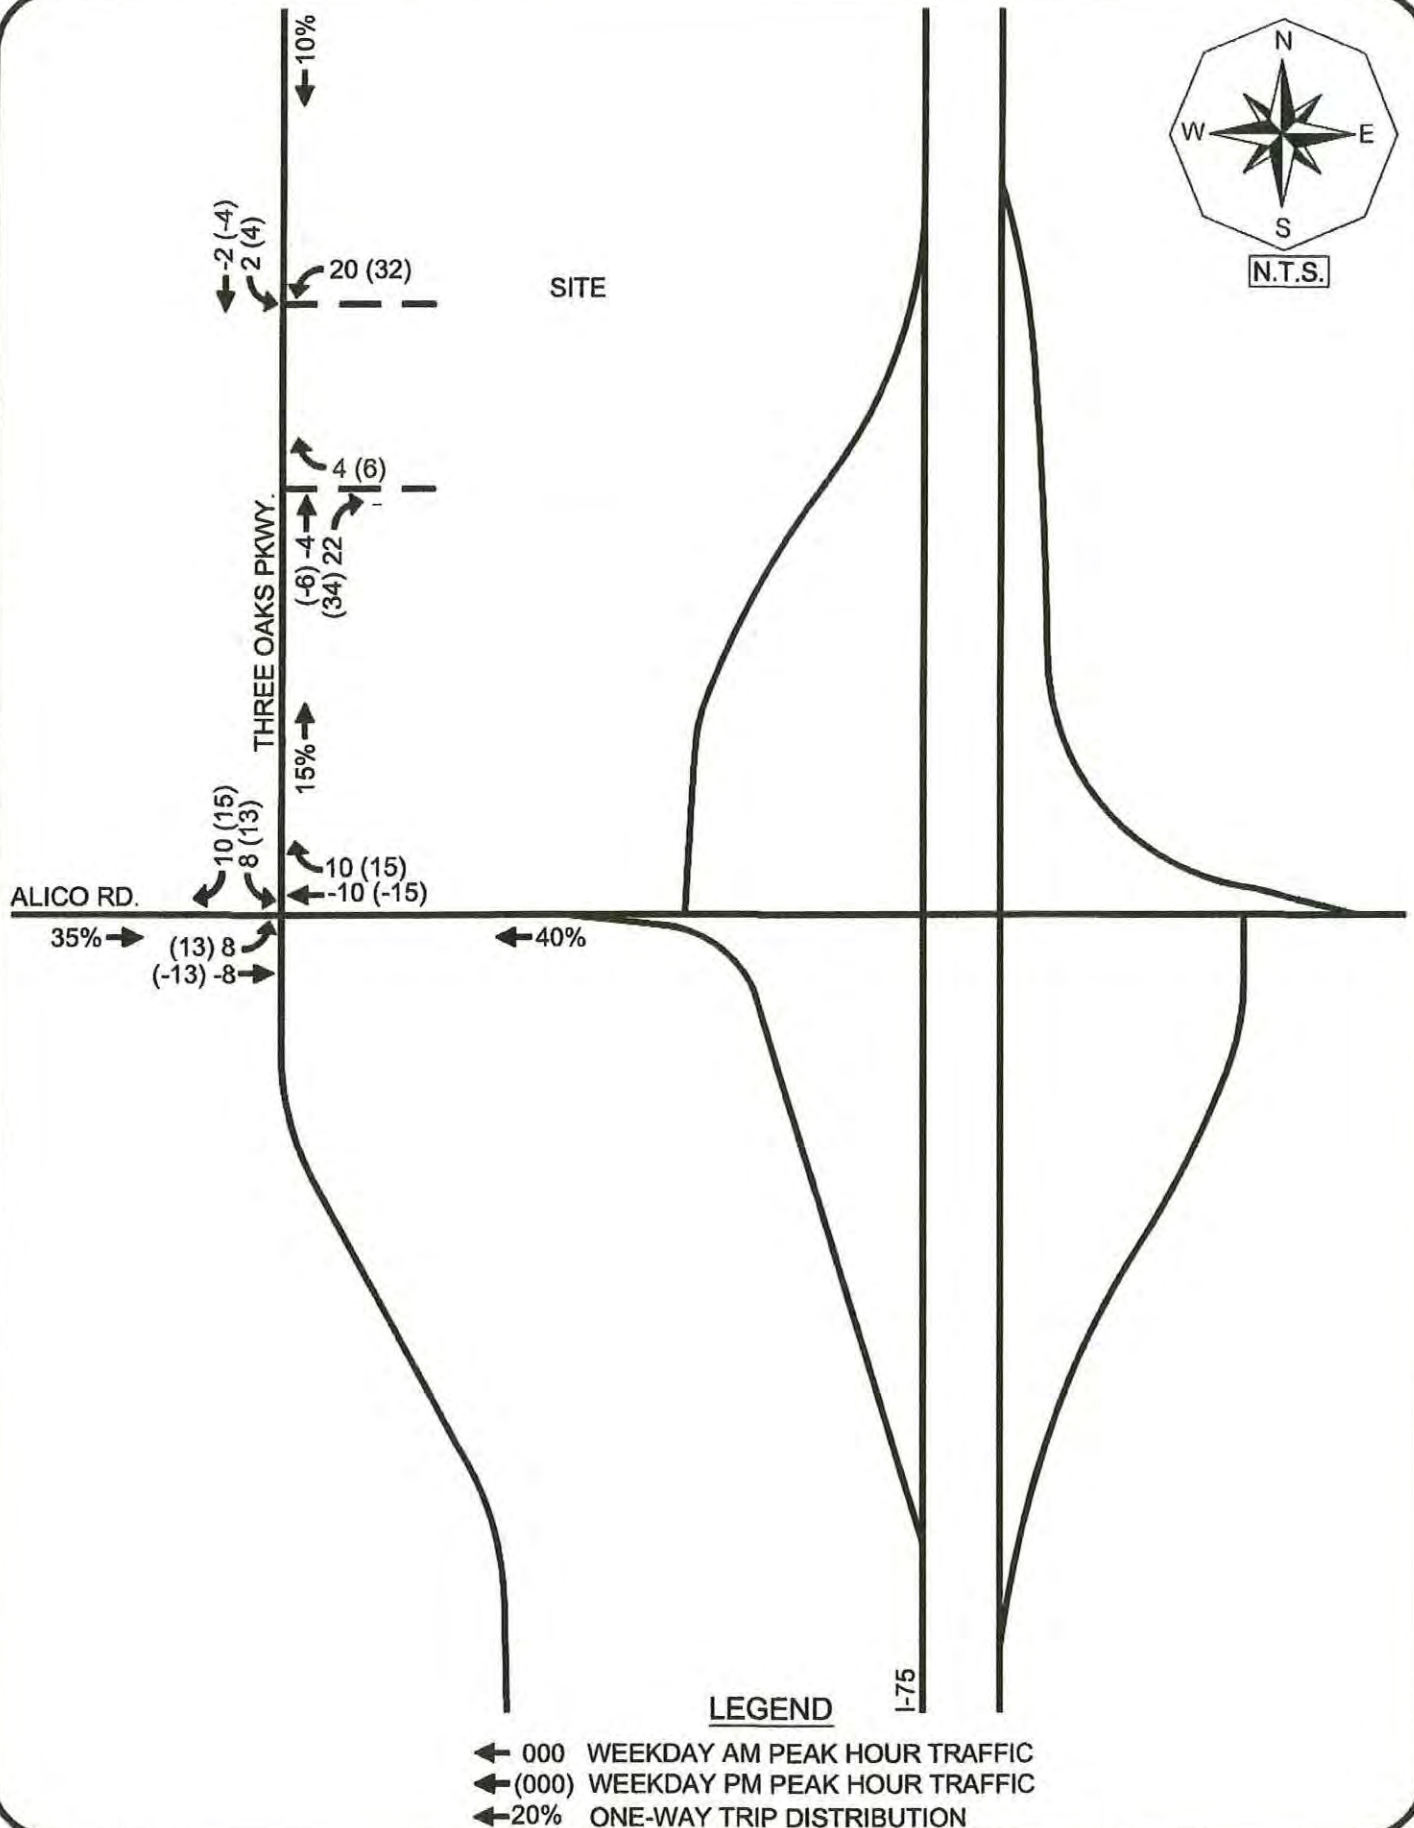 10%
N
W
E
S
N.T.S.
-2 (-4)
2 (4)
20 (32)
SITE
4 (6)
(-6) -4
(34) 22
THREE OAKS PKWY.
15%
10 (15)
8 (13)
10 (15)
-10 (-15)
ALICO RD.
35%
(13) 8
(-13) -8
40%
I-75
LEGEND
000 WEEKDAY AM PEAK HOUR TRAFFIC
(000) WEEKDAY PM PEAK HOUR TRAFFIC
20% ONE-WAY TRIP DISTRIBUTION